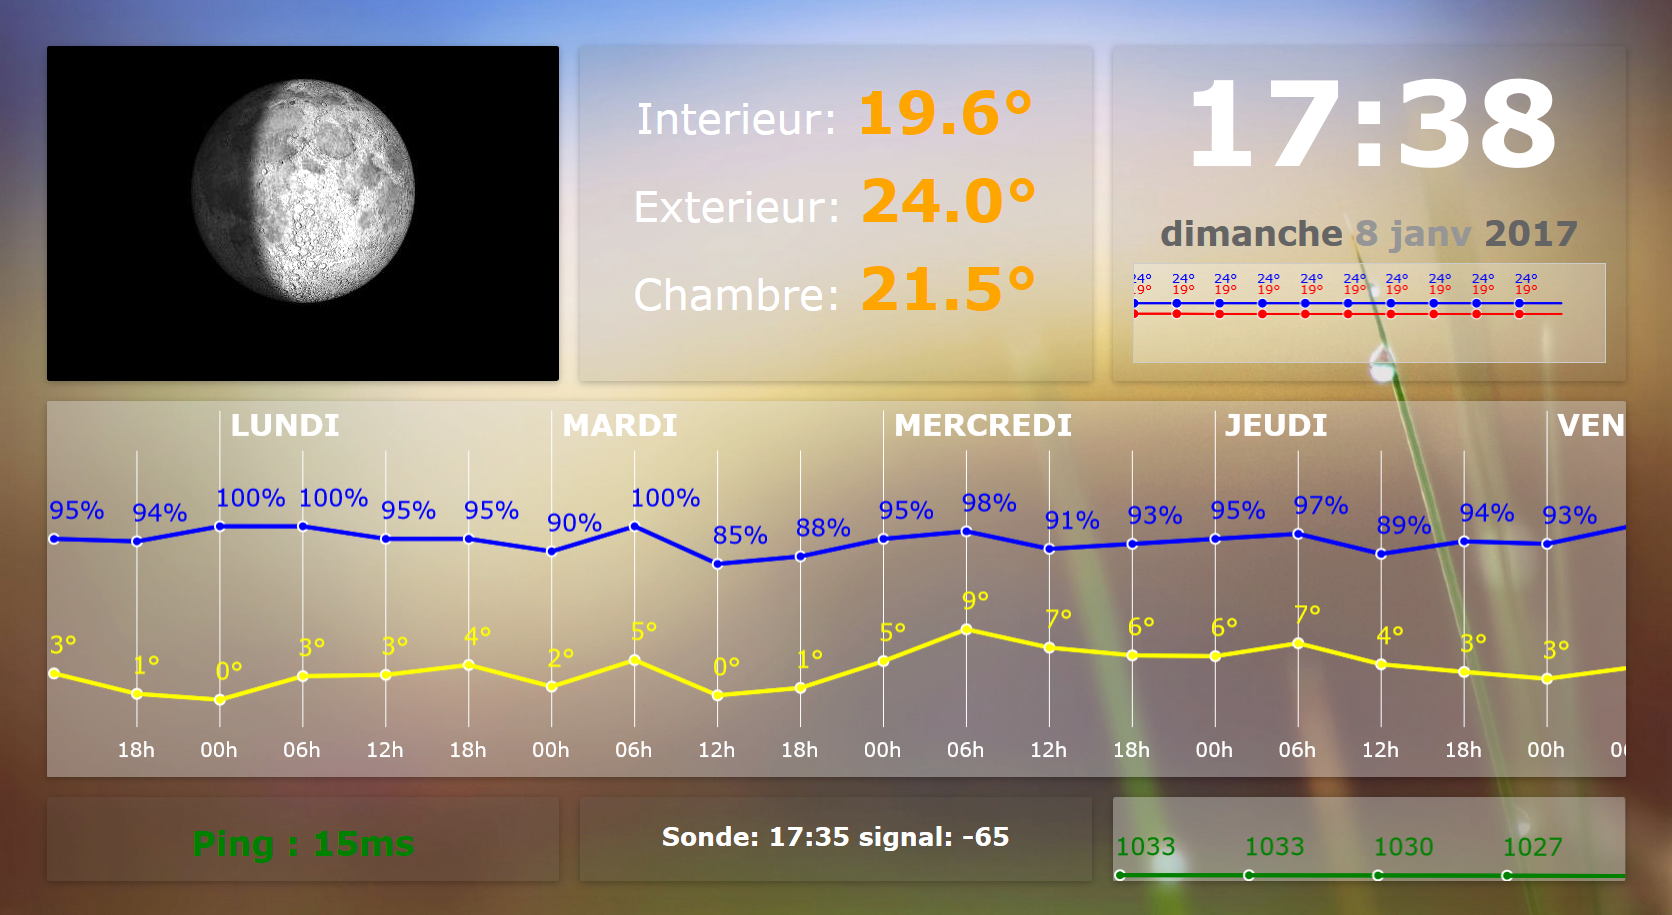 Interieur: 19.6°
Exterieur: 24.0°
Chambre: 21.5°
17:38
dimanche 8 janv 2017
24° 24° 24° 24° 24° 24° 24° 24° 24° 24°
19° 19° 19° 19° 19° 19° 19° 19° 19° 19°
LUNDI MARDI MERCREDI JEUDI VEN
95% 94% 100% 100% 95% 95% 90% 100% 85% 88% 95% 98% 91% 93% 95% 97% 89% 94% 93%
3° 1° 0° 3° 3° 4° 2° 5° 0° 1° 5° 9° 7° 6° 6° 7° 4° 3° 3°
18h 00h 06h 12h 18h 00h 06h 12h 18h 00h 06h 12h 18h 00h 06h 12h 18h 00h
Ping : 15ms
Sonde: 17:35 signal: -65
1033 1033 1030 1027